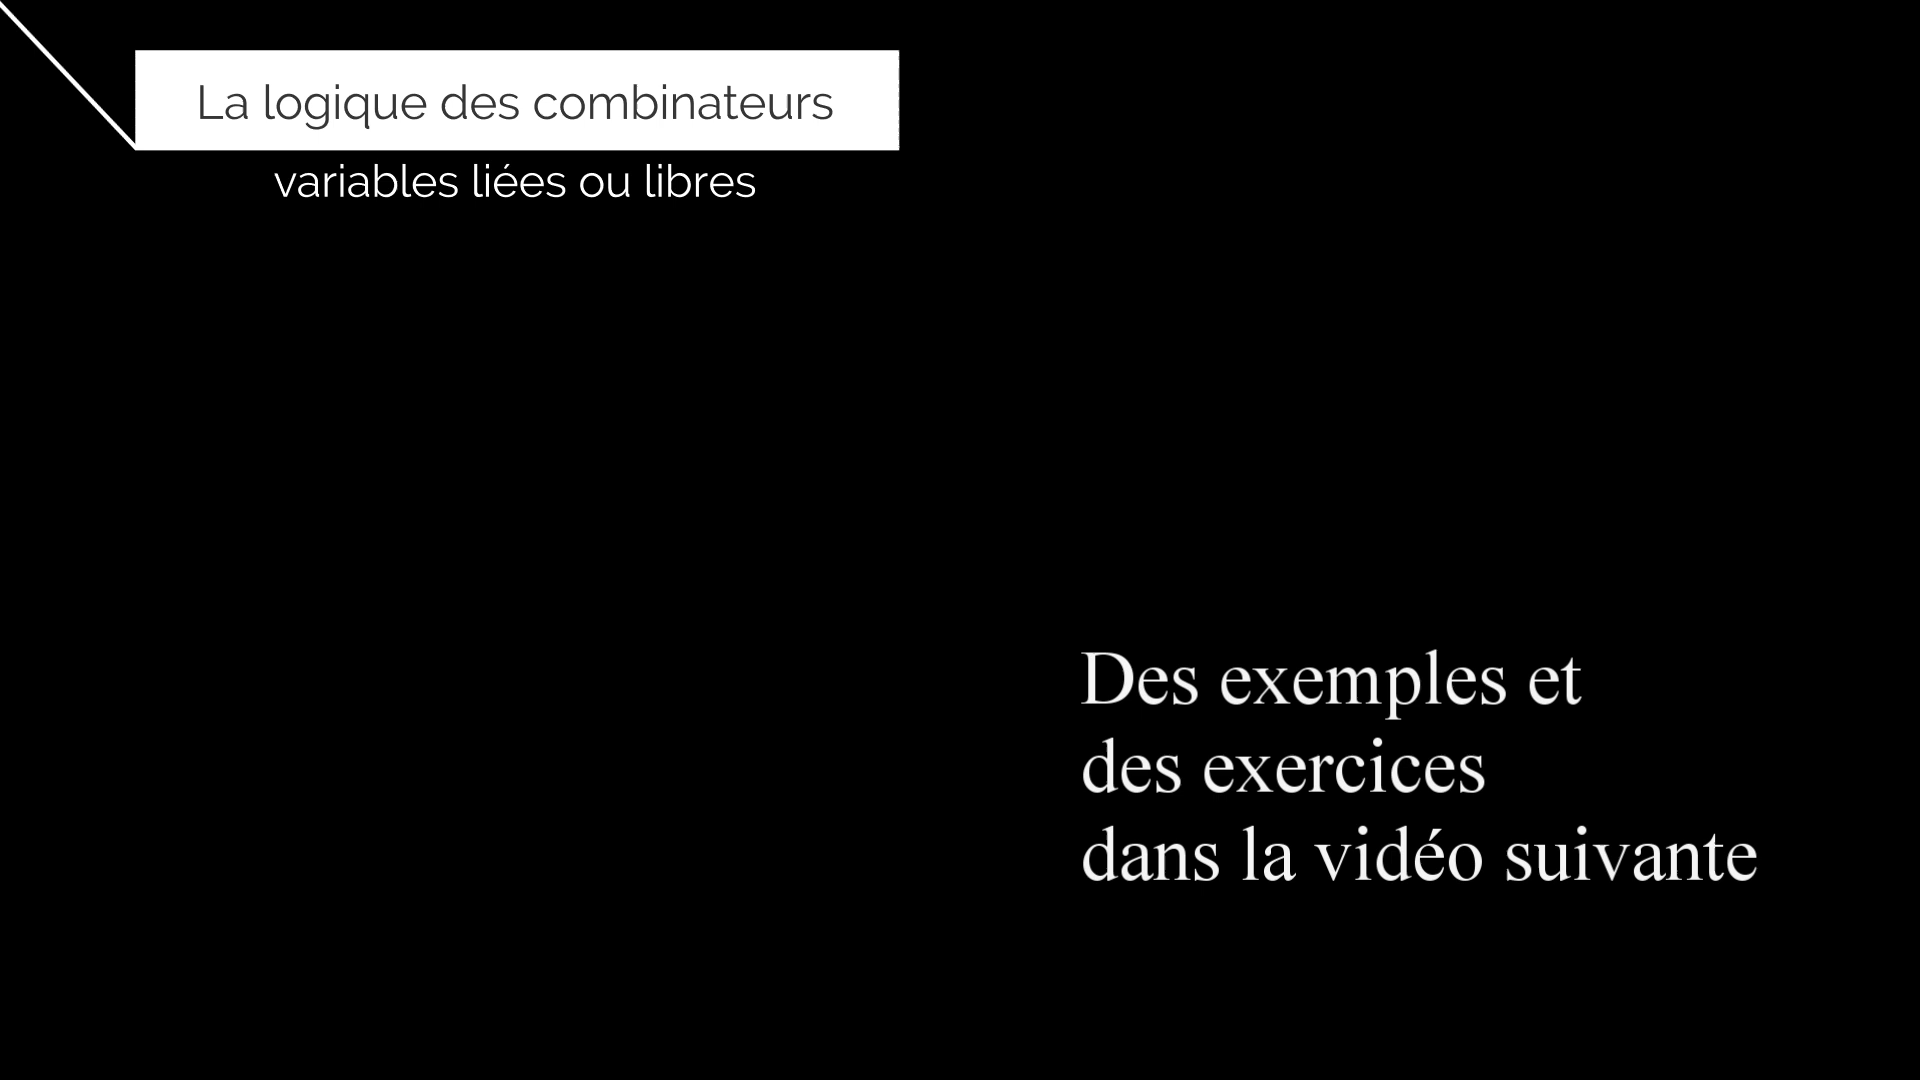 La logique des combinateurs
variables liées ou libres
Des exemples et
des exercices
dans la vidéo suivante